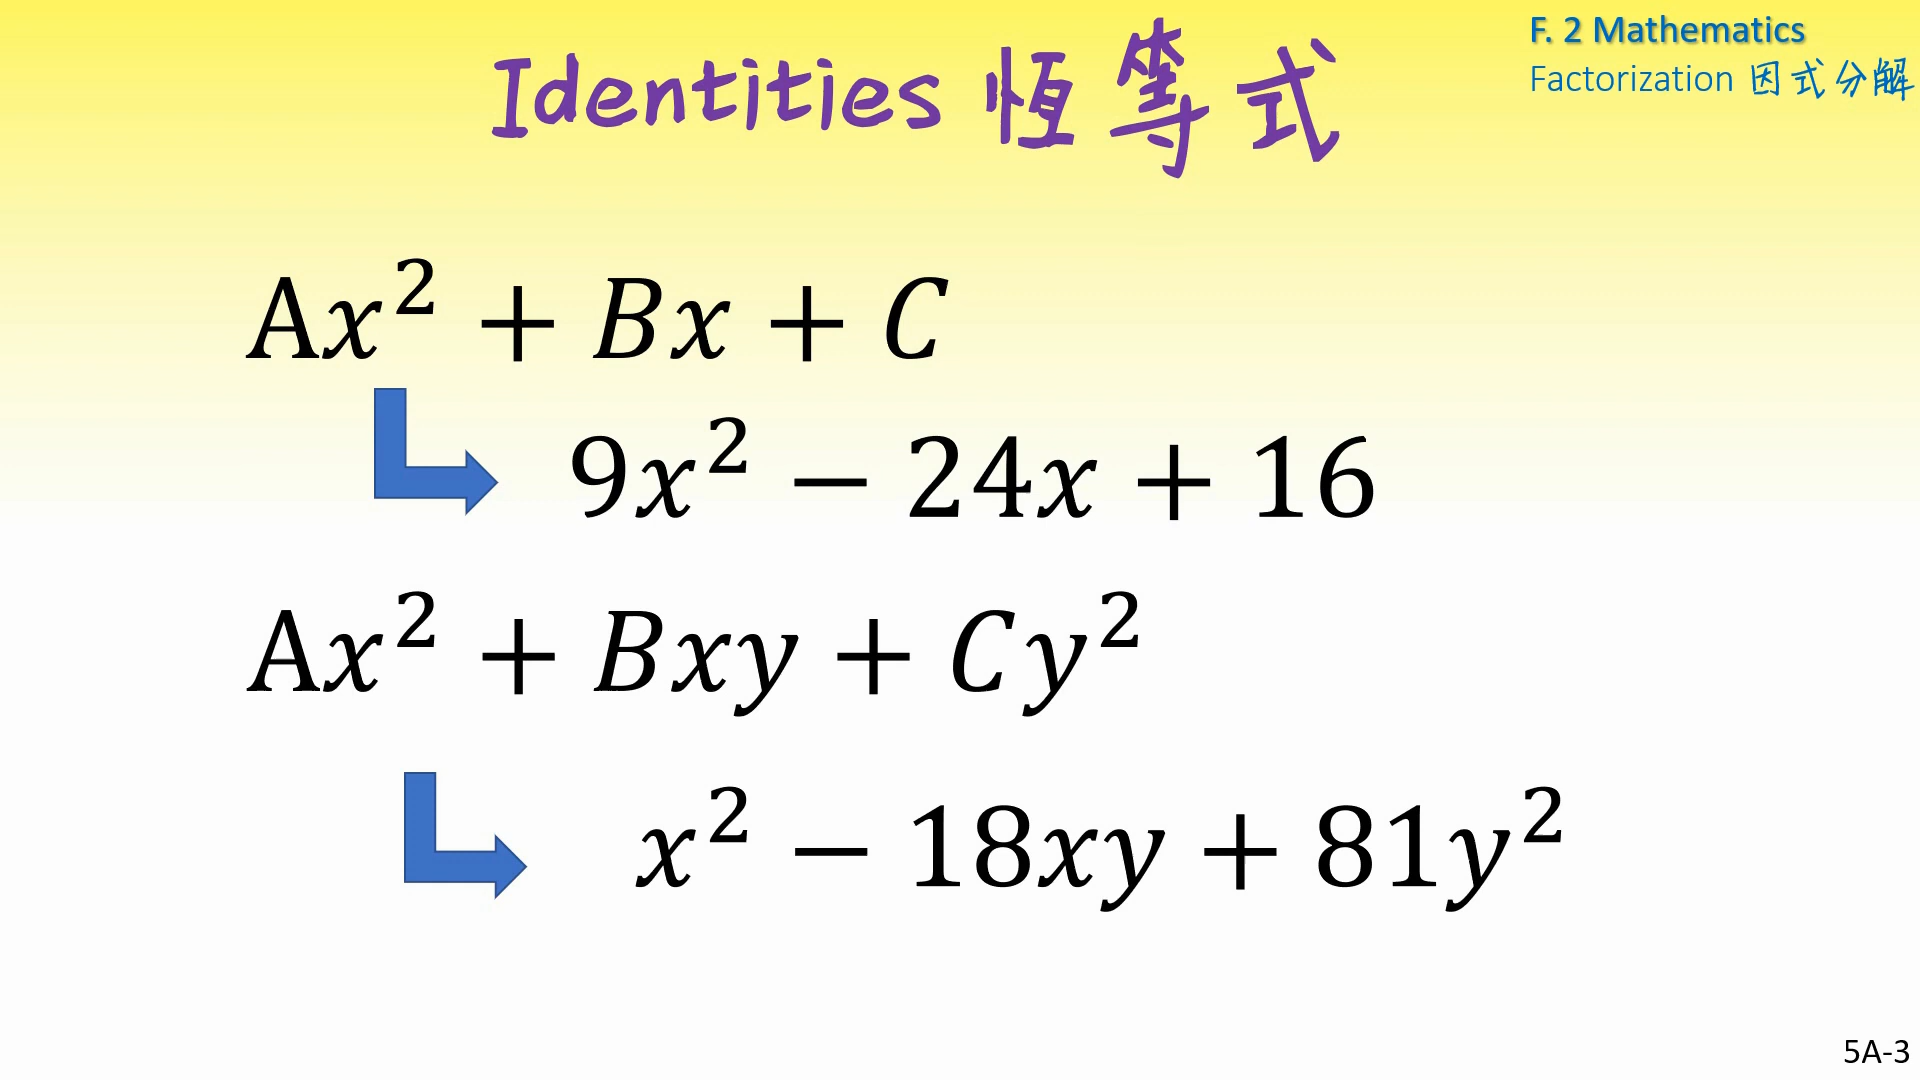 F. 2 Mathematics
Factorization 因式分解
Identities 恆等式
Ax² + Bx + C
9x² − 24x + 16
Ax² + Bxy + Cy²
x² − 18xy + 81y²
5A-3